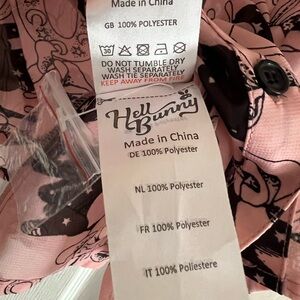 Made in China
GB 100% POLYESTER
DO NOT TUMBLE DRY
WASH SEPARATELY
WASH TIE SEPARATELY
KEEP AWAY FROM FIRE
Hell
Bunny
Made in China
DE 100% Polyester
NL 100% Polyester
FR 100% Polyester
IT 100% Poliestere